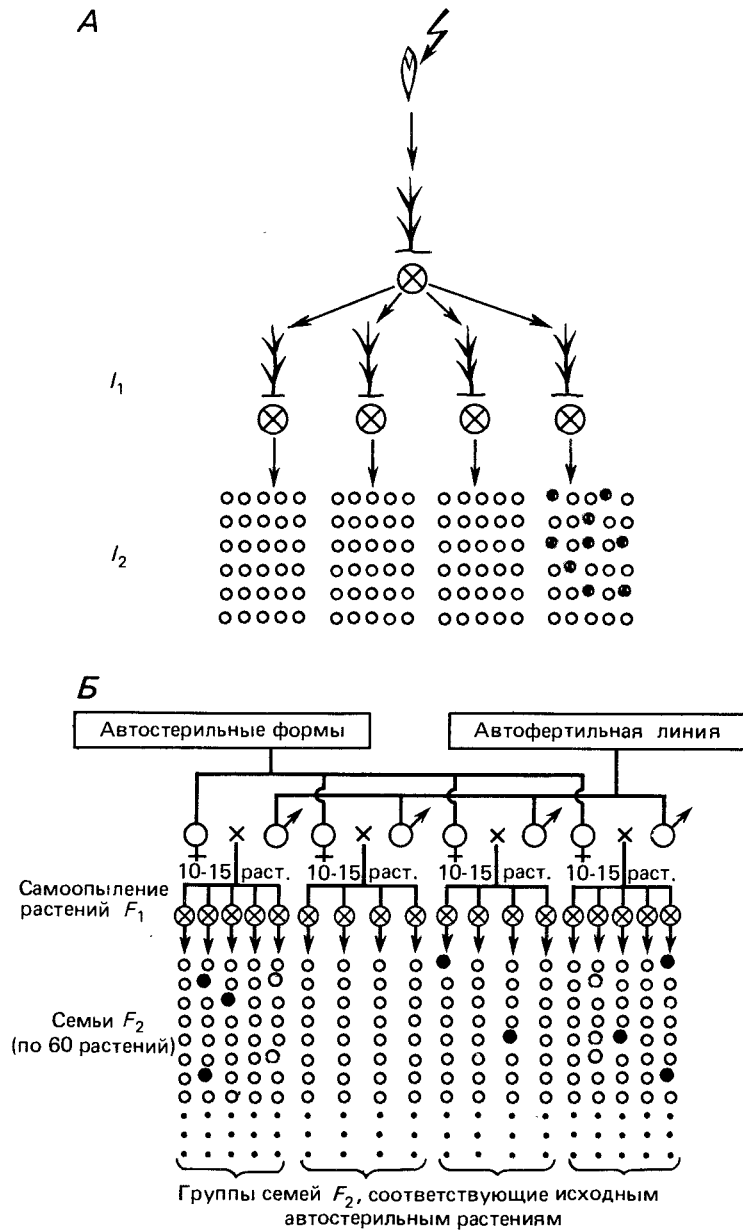 А
I₁
I₂
Б
Автостерильные формы
Автофертильная линия
10-15 раст. 10-15 раст. 10-15 раст. 10-15 раст.
Самоопыление
растений F₁
Семьи F₂
(по 60 растений)
Группы семей F₂, соответствующие исходным
автостерильным растениям